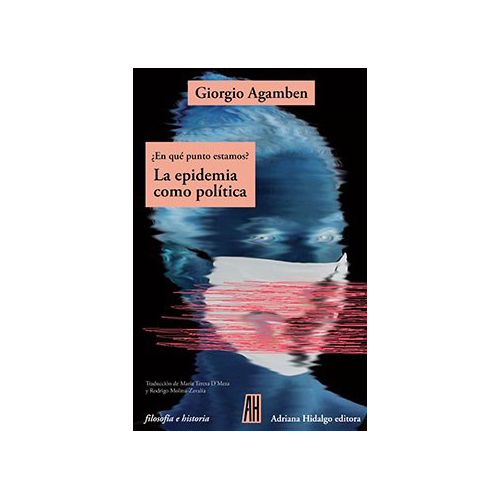 Giorgio Agamben
¿En qué punto estamos?
La epidemia
como política
Traducción de María Teresa D'Meza
y Rodrigo Molina-Zavalía
filosofía e historia
AH
Adriana Hidalgo editora